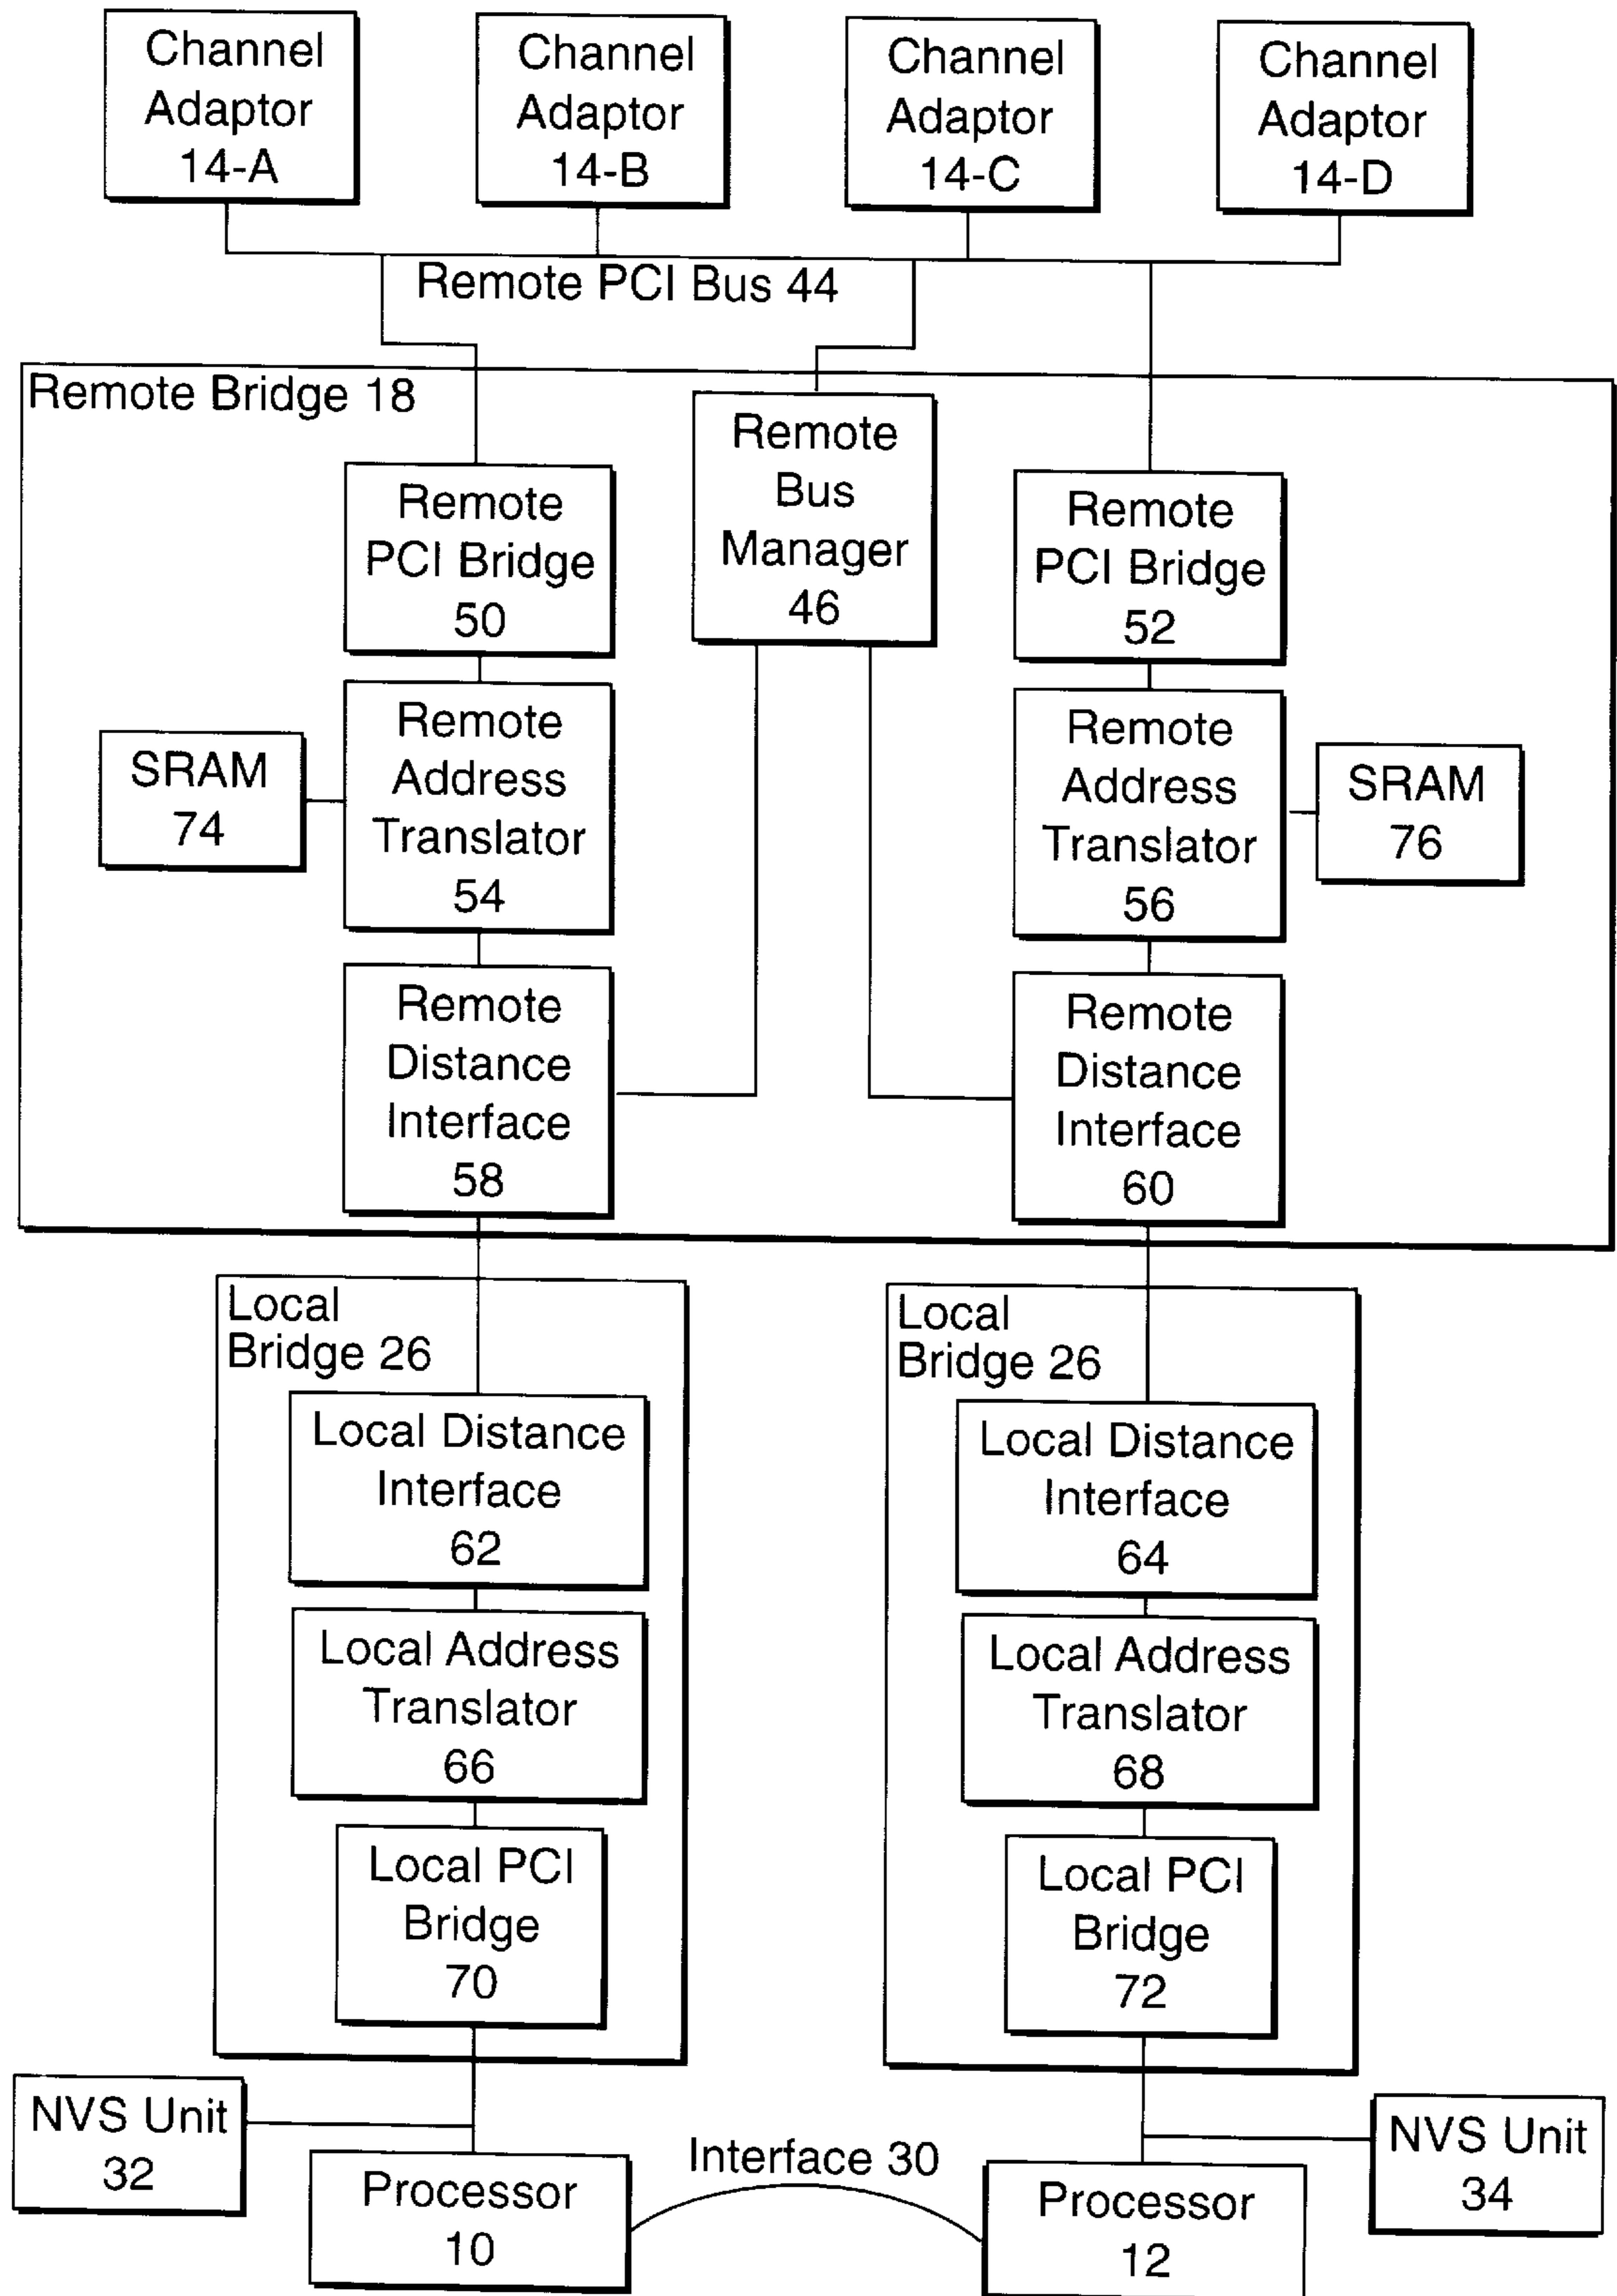 Channel
Adaptor
14-A
Channel
Adaptor
14-B
Channel
Adaptor
14-C
Channel
Adaptor
14-D
Remote PCI Bus 44
Remote Bridge 18
Remote
Bus
Manager
46
Remote
PCI Bridge
50
Remote
PCI Bridge
52
SRAM
74
Remote
Address
Translator
54
Remote
Address
Translator
56
SRAM
76
Remote
Distance
Interface
58
Remote
Distance
Interface
60
Local
Bridge 26
Local
Bridge 26
Local Distance
Interface
62
Local Distance
Interface
64
Local Address
Translator
66
Local Address
Translator
68
Local PCI
Bridge
70
Local PCI
Bridge
72
NVS Unit
32
Processor
10
Interface 30
Processor
12
NVS Unit
34